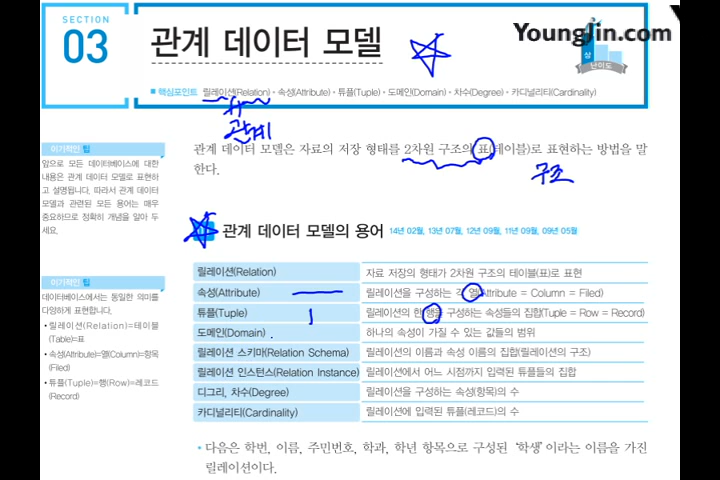 SECTION
03
관계 데이터 모델
YoungJin.com
상
난이도
■ 핵심포인트 릴레이션(Relation) • 속성(Attribute) • 튜플(Tuple) • 도메인(Domain) • 차수(Degree) • 카디널리티(Cardinality)
표
관계
이기적인 팁
앞으로 모든 데이터베이스에 대한
내용은 관계 데이터 모델로 표현하
고 설명됩니다. 따라서 관계 데이터
모델과 관련된 모든 용어는 매우
중요하므로 정확히 개념을 알아 두
세요.
관계 데이터 모델은 자료의 저장 형태를 2차원 구조의 표(테이블)로 표현하는 방법을 말
한다.
구조
관계 데이터 모델의 용어 14년 02월, 13년 07월, 12년 09월, 11년 09월, 09년 05월
이기적인 팁
데이터베이스에서는 동일한 의미를
다양하게 표현합니다.
• 릴레이션(Relation)=테이블
(Table)=표
• 속성(Attribute)=열(Column)=항목
(Filed)
• 튜플(Tuple)=행(Row)=레코드
(Record)
릴레이션(Relation) 자료 저장의 형태가 2차원 구조의 테이블(표)로 표현
속성(Attribute) 릴레이션을 구성하는 각 열(Attribute = Column = Filed)
튜플(Tuple) 릴레이션의 한 행을 구성하는 속성들의 집합(Tuple = Row = Record)
도메인(Domain) 하나의 속성이 가질 수 있는 값들의 범위
릴레이션 스키마(Relation Schema) 릴레이션의 이름과 속성 이름의 집합(릴레이션의 구조)
릴레이션 인스턴스(Relation Instance) 릴레이션에서 어느 시점까지 입력된 튜플들의 집합
디그리, 차수(Degree) 릴레이션을 구성하는 속성(항목)의 수
카디널리티(Cardinality) 릴레이션에 입력된 튜플(레코드)의 수
• 다음은 학번, 이름, 주민번호, 학과, 학년 항목으로 구성된 ‘학생’이라는 이름을 가진
릴레이션이다.